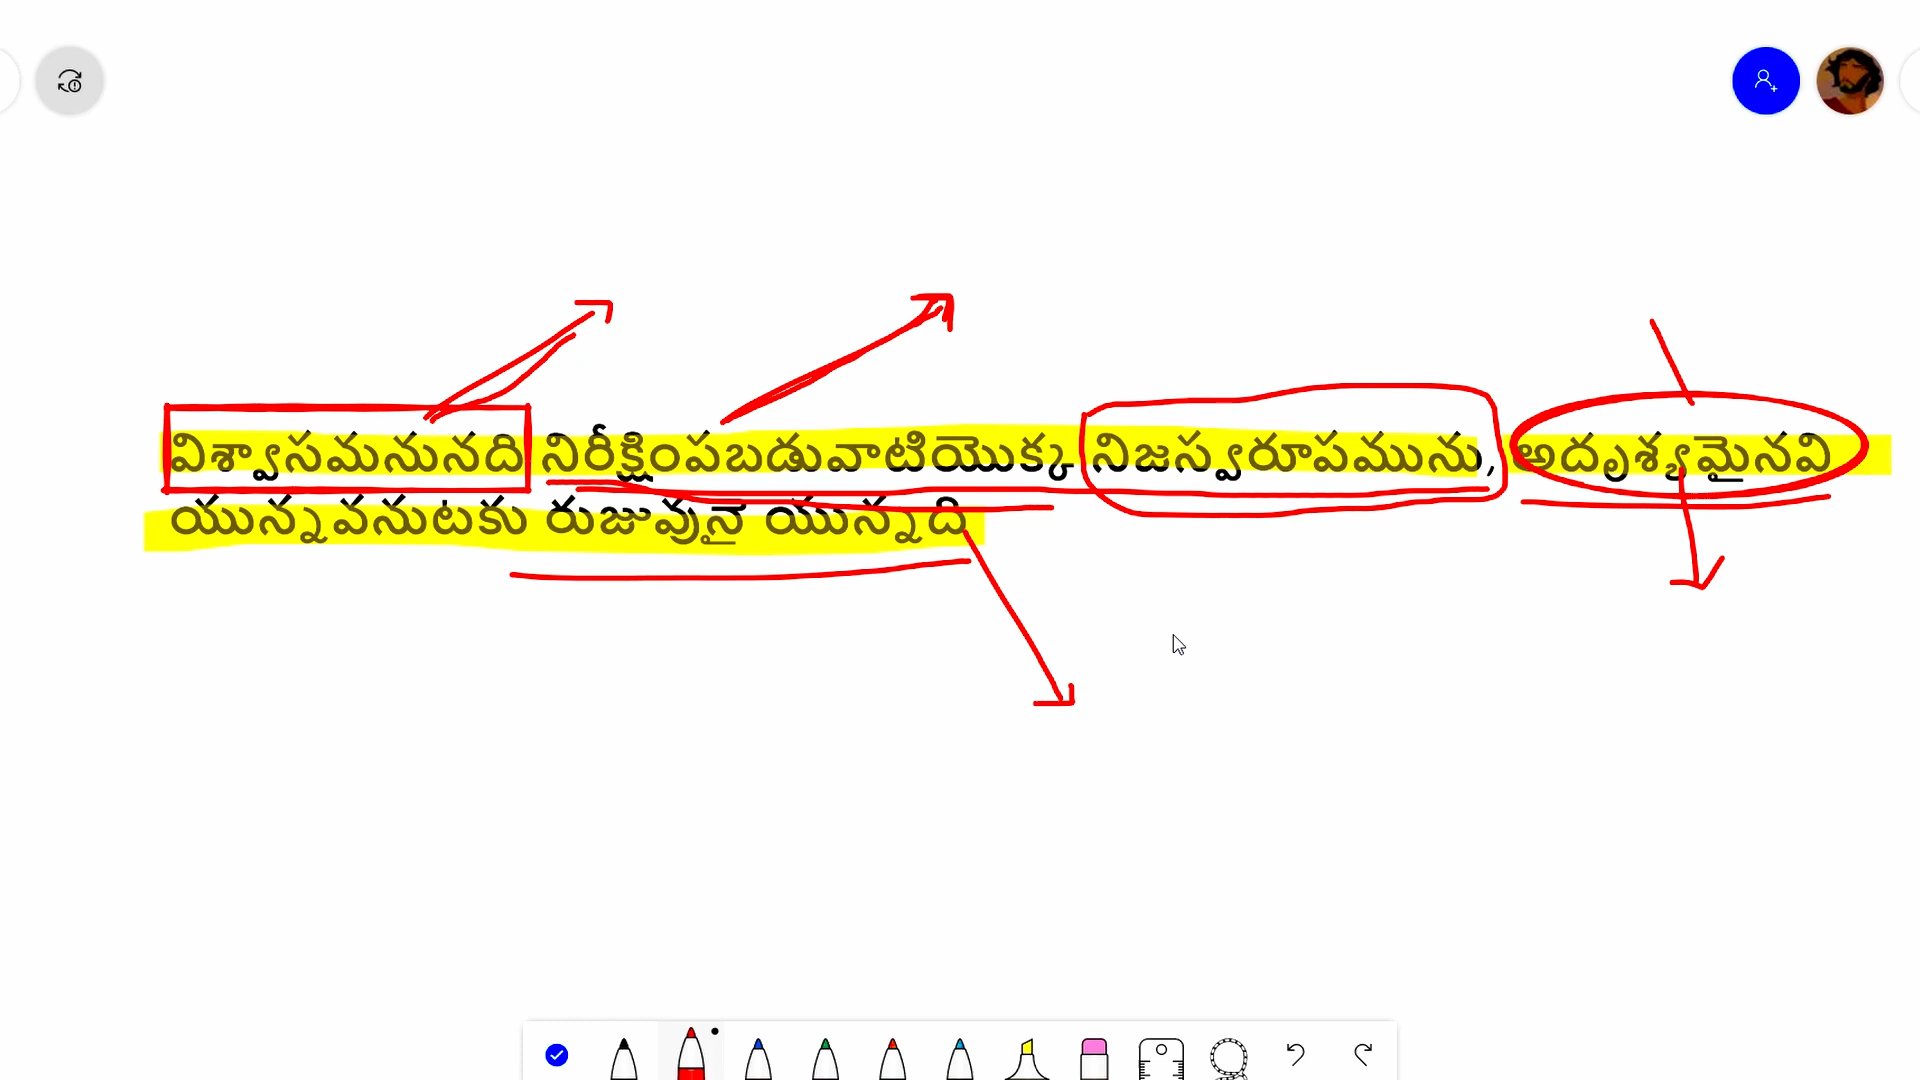 విశ్వాసమనునది నిరీక్షింపబడువాటియొక్క నిజస్వరూపమును, అదృశ్యమైనవి
యున్నవనుటకు రుజువునై యున్నది